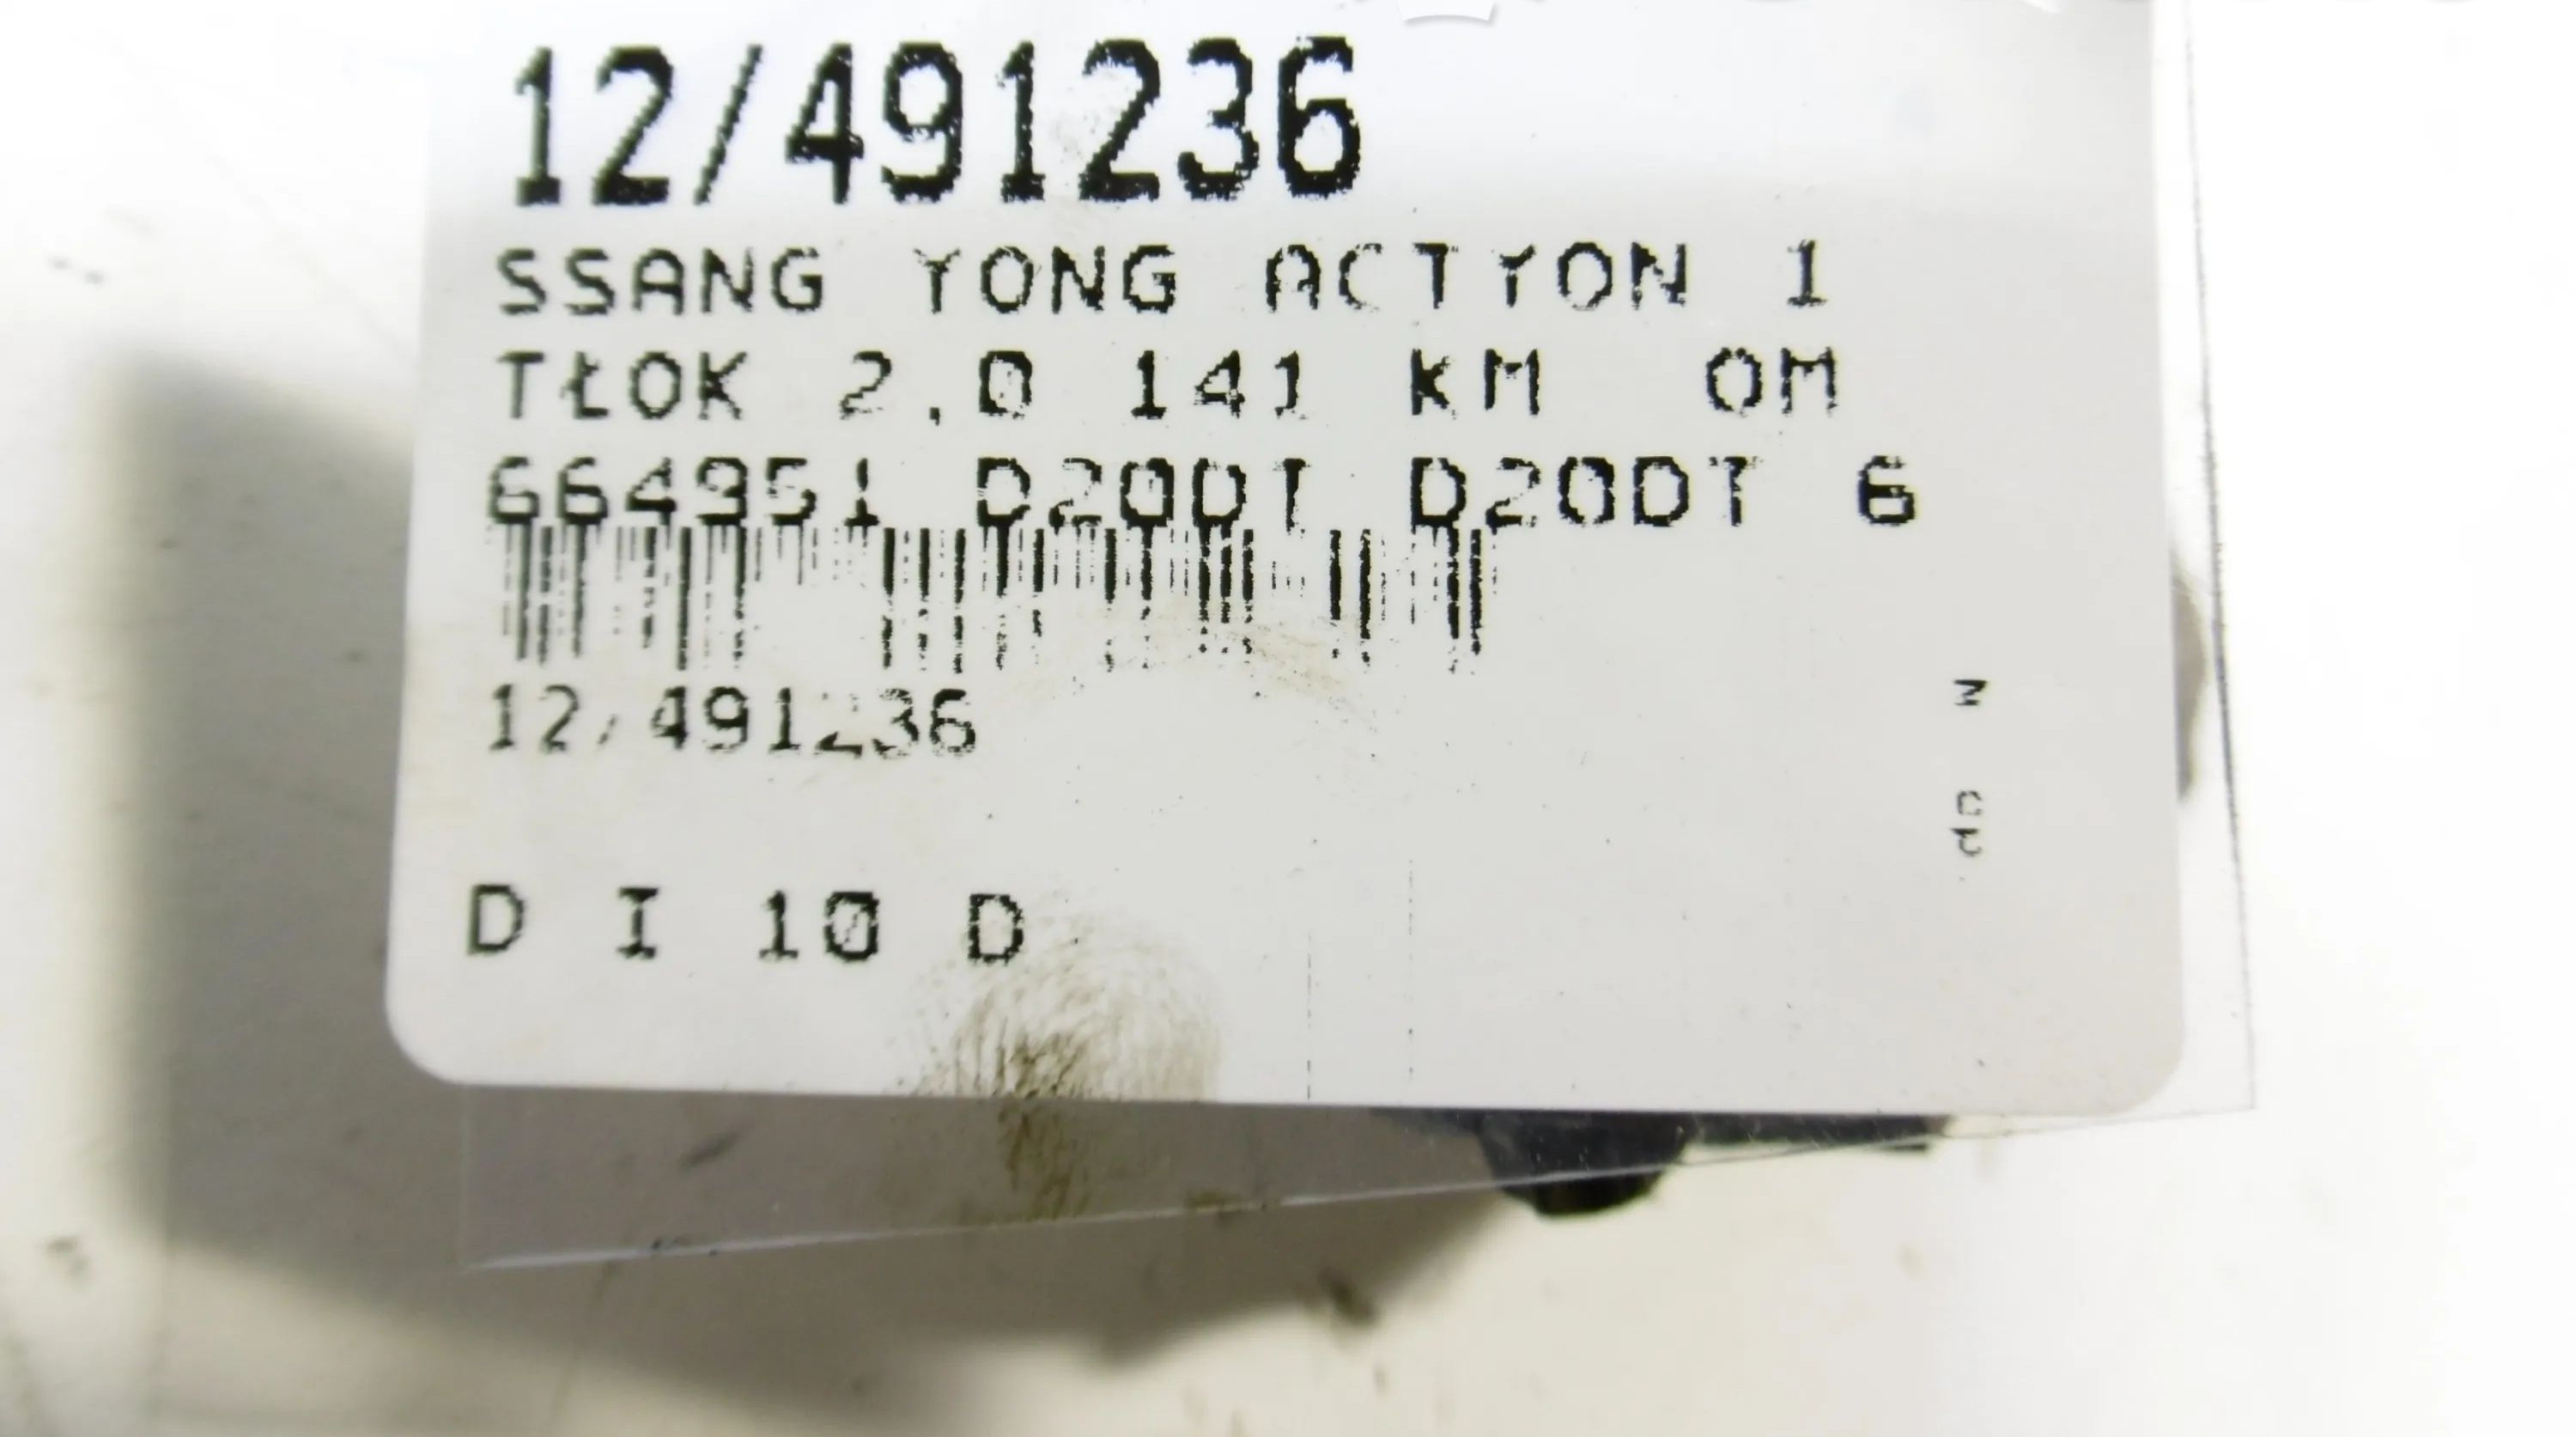 12/491236
SSANG YONG ACTYON 1
TŁOK 2.0 141 KM OM
664951 D20DT D20DT 6
12/491236
D I 10 D